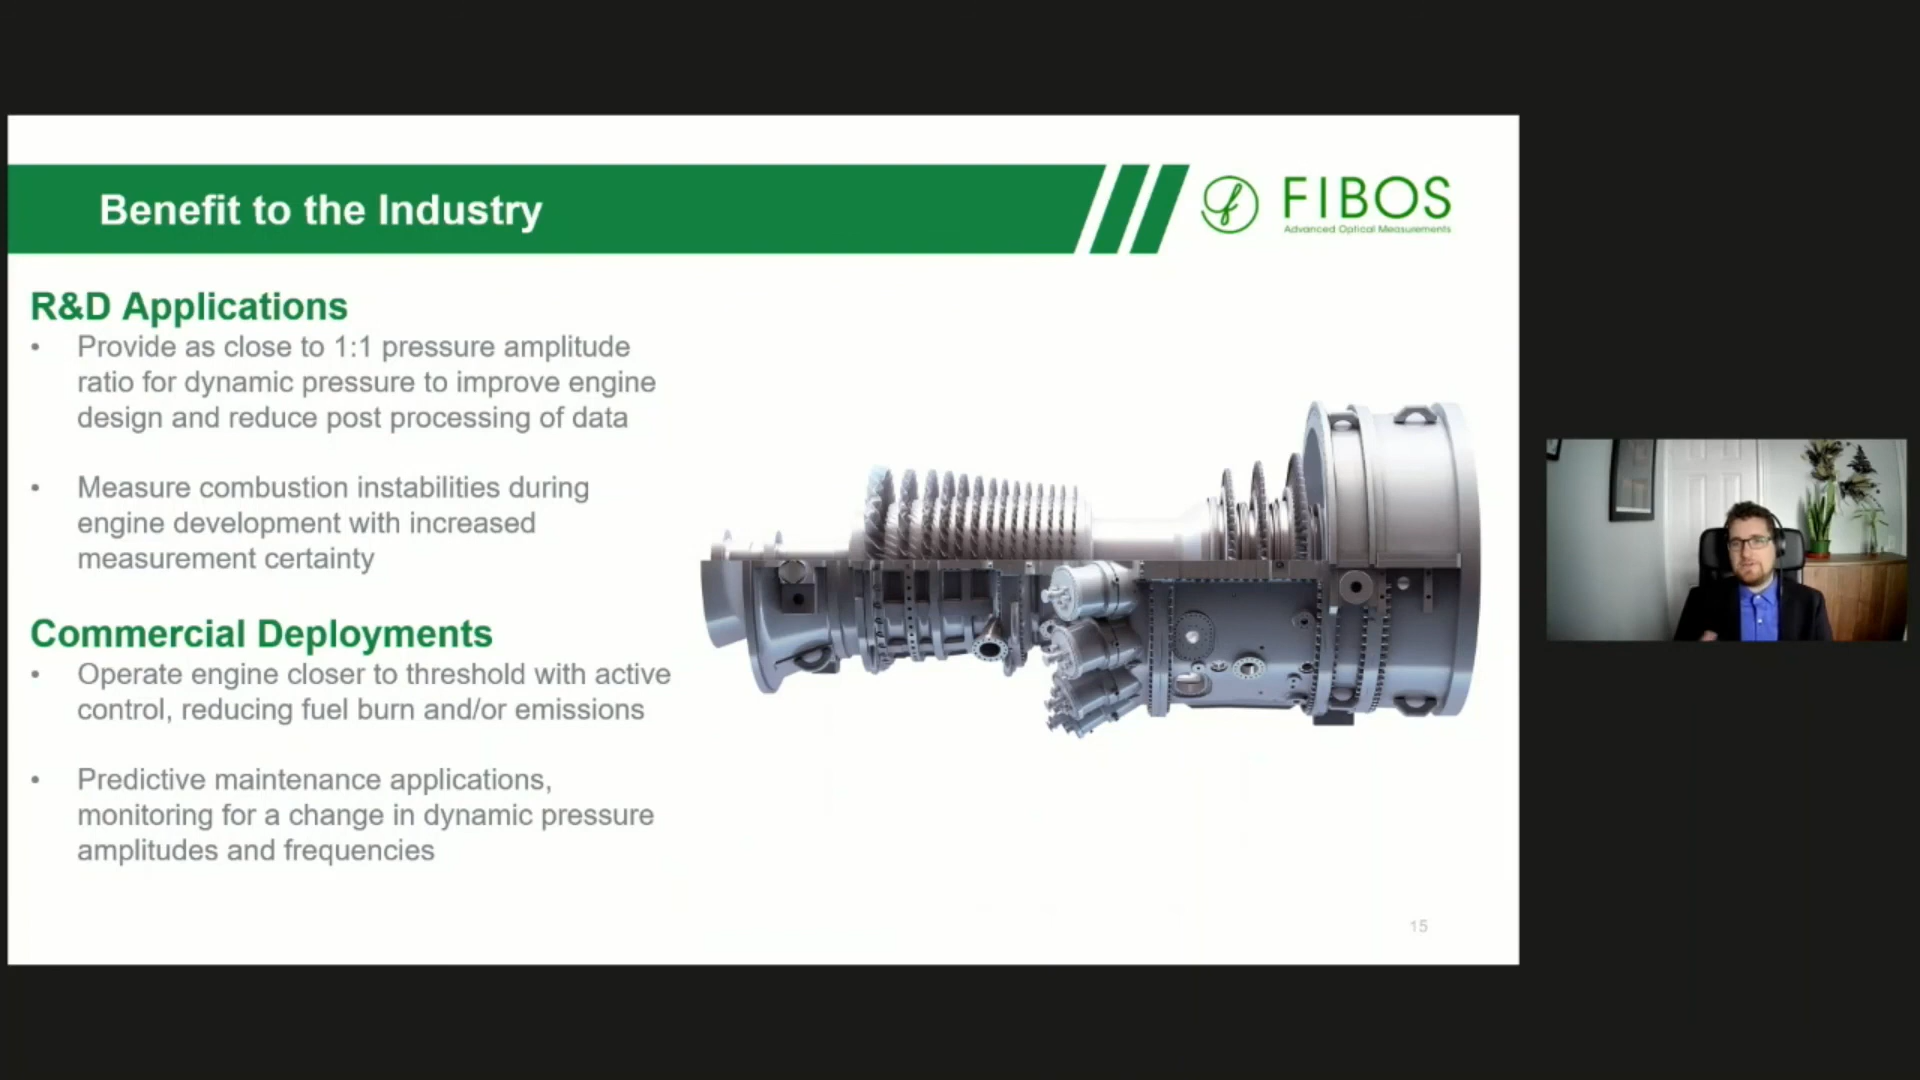 Benefit to the Industry
FIBOS
Advanced Optical Measurements
R&D Applications
• Provide as close to 1:1 pressure amplitude
ratio for dynamic pressure to improve engine
design and reduce post processing of data
• Measure combustion instabilities during
engine development with increased
measurement certainty
Commercial Deployments
• Operate engine closer to threshold with active
control, reducing fuel burn and/or emissions
• Predictive maintenance applications,
monitoring for a change in dynamic pressure
amplitudes and frequencies
15